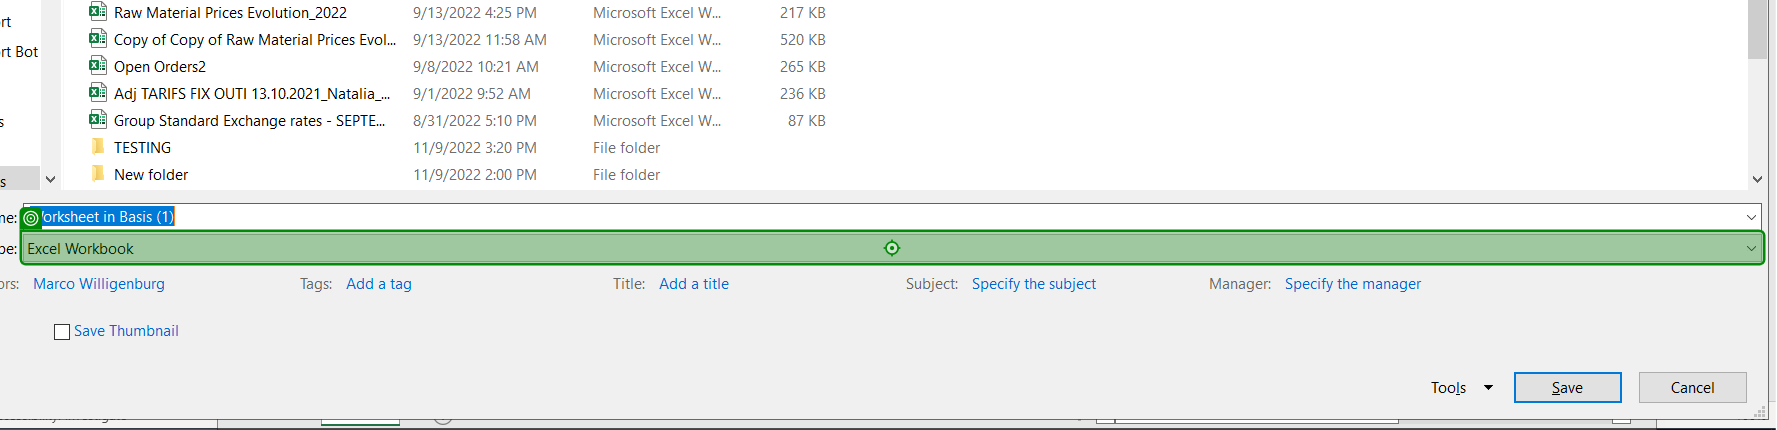 Raw Material Prices Evolution_2022 9/13/2022 4:25 PM Microsoft Excel W... 217 KB
rt
Copy of Copy of Raw Material Prices Evol... 9/13/2022 11:58 AM Microsoft Excel W... 520 KB
rt Bot
Open Orders2 9/8/2022 10:21 AM Microsoft Excel W... 265 KB
Adj TARIFS FIX OUTI 13.10.2021_Natalia_... 9/1/2022 9:52 AM Microsoft Excel W... 236 KB
s Group Standard Exchange rates - SEPTE... 8/31/2022 5:10 PM Microsoft Excel W... 87 KB
TESTING 11/9/2022 3:20 PM File folder
s New folder 11/9/2022 2:00 PM File folder
me: orksheet in Basis (1)
pe: Excel Workbook
ors: Marco Willigenburg Tags: Add a tag Title: Add a title Subject: Specify the subject Manager: Specify the manager
Save Thumbnail
Tools Save Cancel